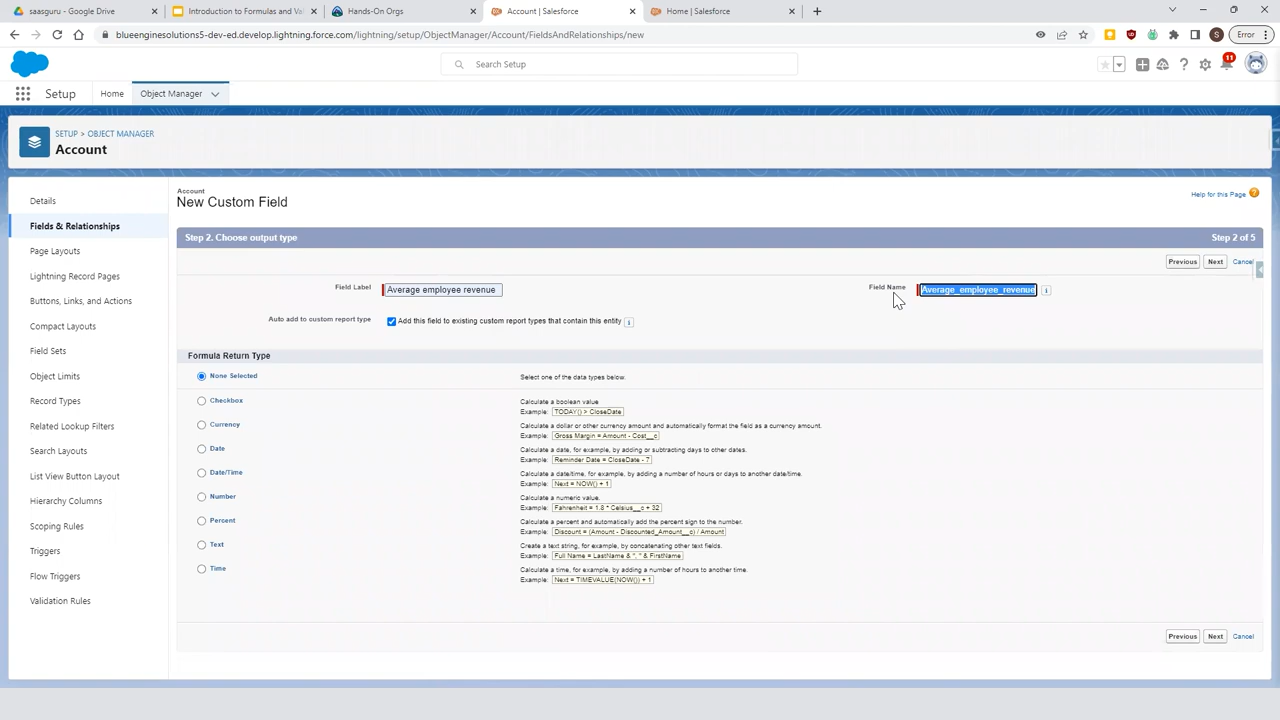 saasguru - Google Drive
Introduction to Formulas and Val
Hands-On Orgs
Account | Salesforce
Home | Salesforce
blueenginesolutions5-dev-ed.develop.lightning.force.com/lightning/setup/ObjectManager/Account/FieldsAndRelationships/new
S
Error
Search Setup
11
Setup
Home
Object Manager
SETUP > OBJECT MANAGER
Account
Details
Fields & Relationships
Page Layouts
Lightning Record Pages
Buttons, Links, and Actions
Compact Layouts
Field Sets
Object Limits
Record Types
Related Lookup Filters
Search Layouts
List View Button Layout
Hierarchy Columns
Scoping Rules
Triggers
Flow Triggers
Validation Rules
Account
New Custom Field
Help for this Page
Step 2. Choose output type
Step 2 of 5
Previous Next Cancel
Field Label Average employee revenue
Field Name Average_employee_revenue
Auto add to custom report type Add this field to existing custom report types that contain this entity
Formula Return Type
None Selected Select one of the data types below.
Checkbox Calculate a boolean value
Example: TODAY() > CloseDate
Currency Calculate a dollar or other currency amount and automatically format the field as a currency amount.
Example: Gross Margin = Amount - Cost__c
Date Calculate a date, for example, by adding or subtracting days to other dates.
Example: Reminder Date = CloseDate - 7
Date/Time Calculate a date/time, for example, by adding a number of hours or days to another date/time.
Example: Next = NOW() + 1
Number Calculate a numeric value.
Example: Fahrenheit = 1.8 * Celsius__c + 32
Percent Calculate a percent and automatically add the percent sign to the number.
Example: Discount = (Amount - Discounted_Amount__c) / Amount
Text Create a text string, for example, by concatenating other text fields.
Example: Full Name = LastName & ", " & FirstName
Time Calculate a time, for example, by adding a number of hours to another time.
Example: Next = TIMEVALUE(NOW()) + 1
Previous Next Cancel